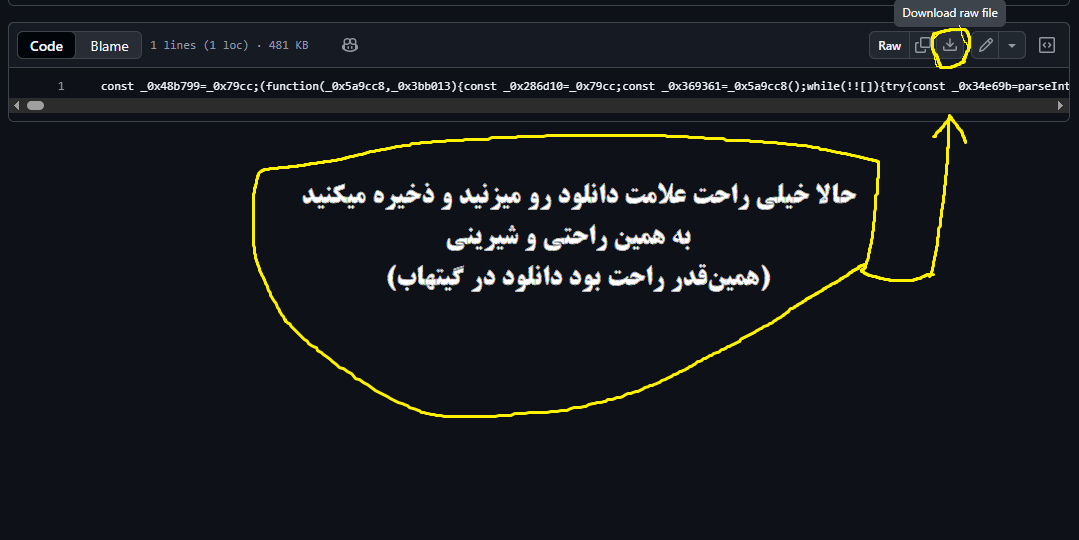 Download raw file
Code Blame 1 lines (1 loc) · 481 KB Raw
1 const _0x48b799=_0x79cc;(function(_0x5a9cc8,_0x3bb013){const _0x286d10=_0x79cc;const _0x369361=_0x5a9cc8();while(!![]){try{const _0x34e69b=parseInt
حالا خیلی راحت علامت دانلود رو میزنید و ذخیره میکنید
به همین راحتی و شیرینی
(همین‌قدر راحت بود دانلود در گیتهاب)